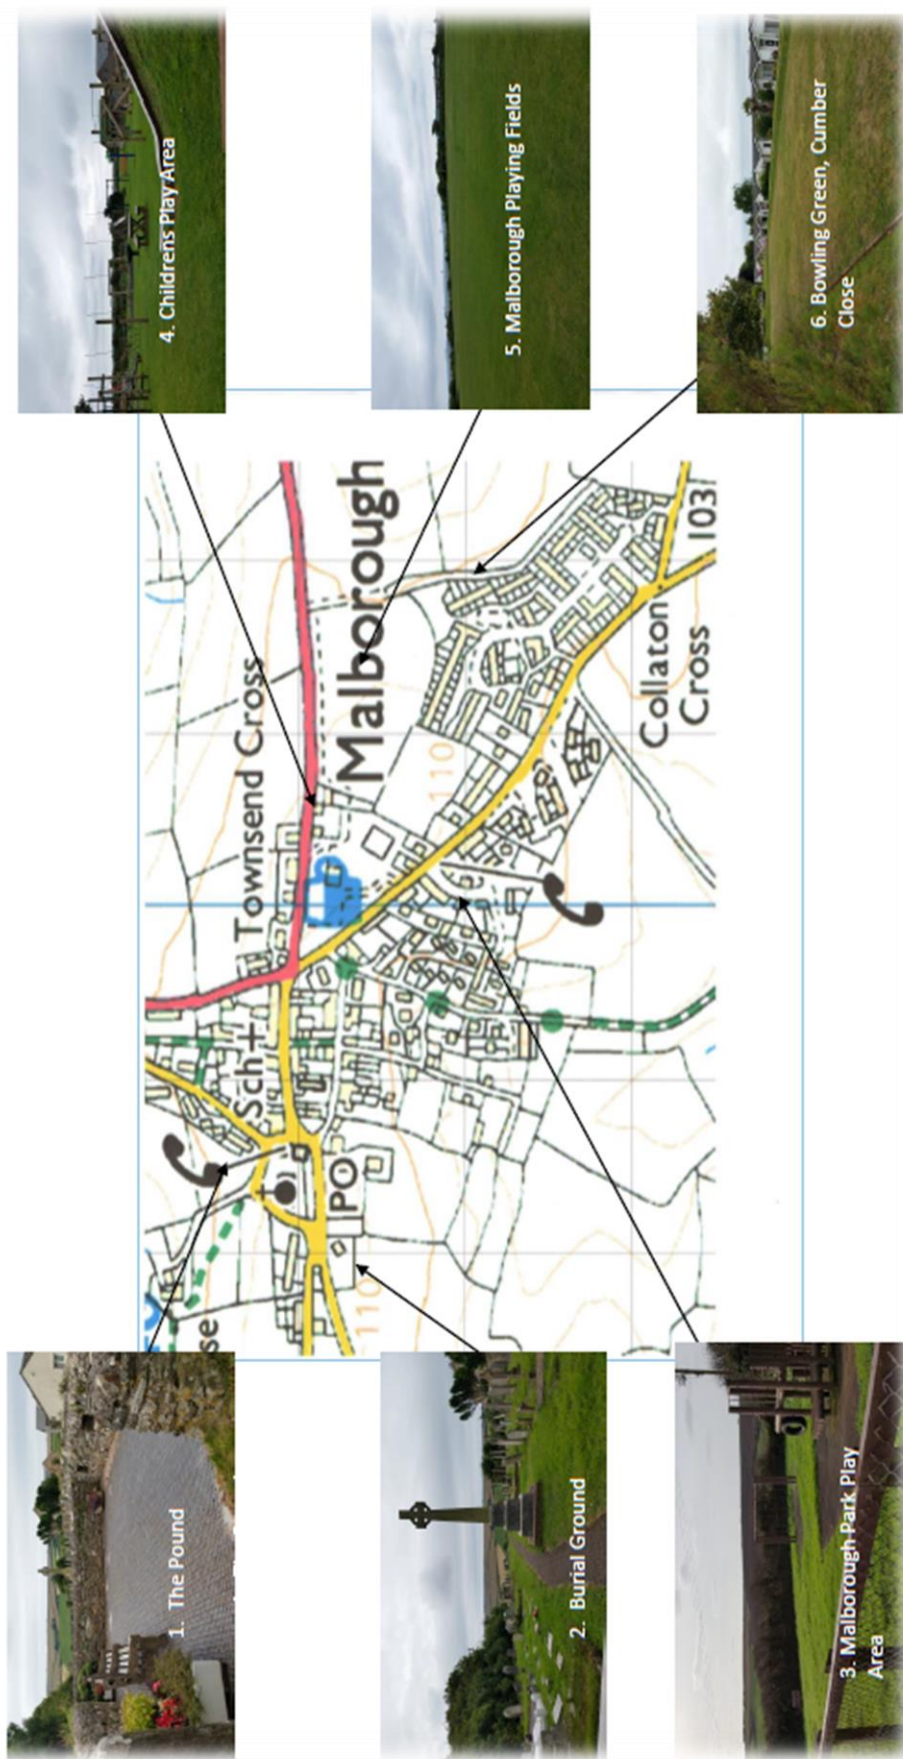 1. The Pound
2. Burial Ground
3. Malborough Park Play
Area
se
Sch
Townsend Cross
PO
Malborough
110
110
Collaton
Cross
103
4. Childrens Play Area
5. Malborough Playing Fields
6. Bowling Green, Cumber
Close